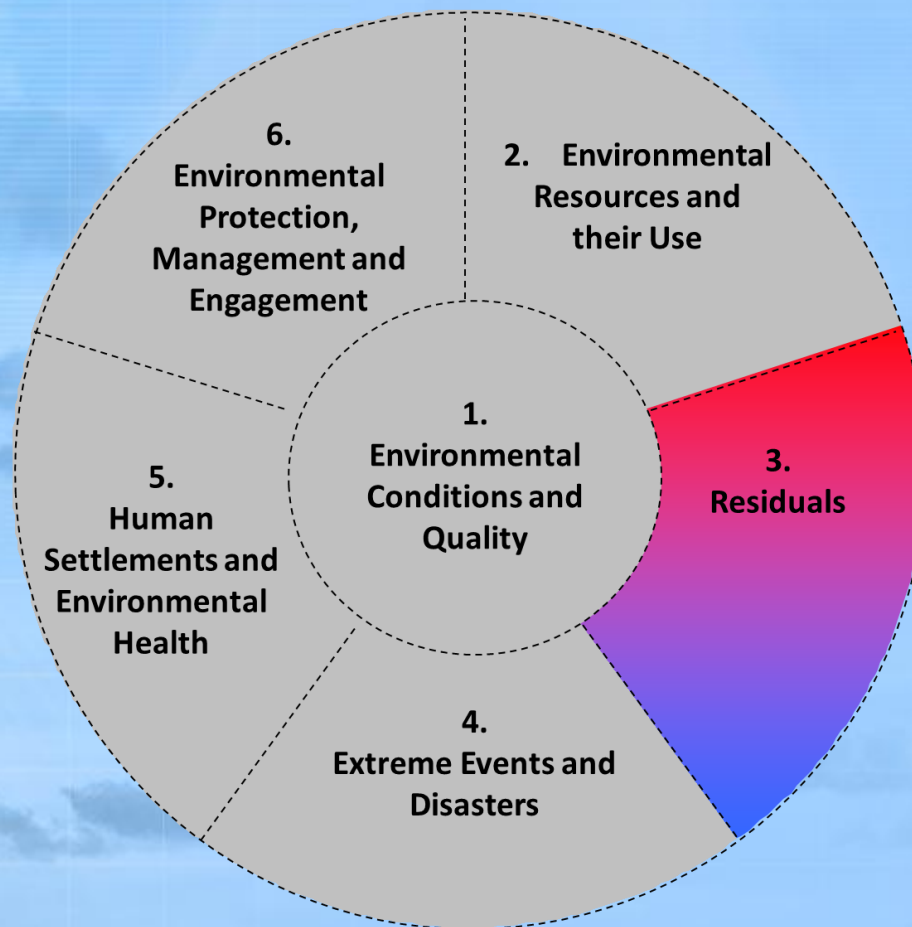 6.
Environmental
Protection,
Management and
Engagement
2. Environmental
Resources and
their Use
1.
Environmental
Conditions and
Quality
3.
Residuals
5.
Human
Settlements and
Environmental
Health
4.
Extreme Events and
Disasters